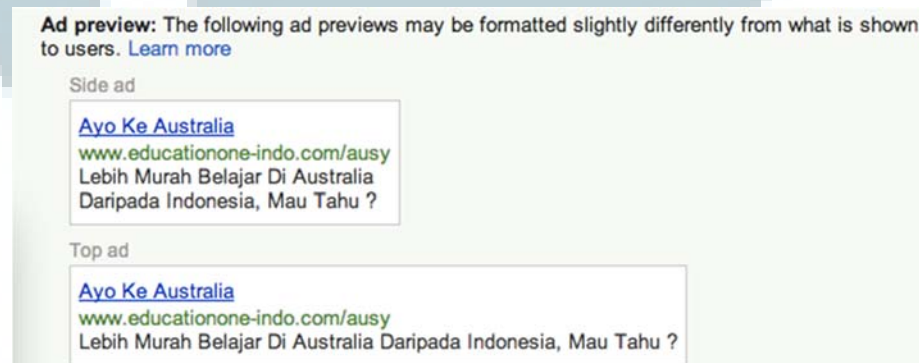 Ad preview: The following ad previews may be formatted slightly differently from what is shown
to users. Learn more
Side ad
Ayo Ke Australia
www.educationone-indo.com/ausy
Lebih Murah Belajar Di Australia
Daripada Indonesia, Mau Tahu ?
Top ad
Ayo Ke Australia
www.educationone-indo.com/ausy
Lebih Murah Belajar Di Australia Daripada Indonesia, Mau Tahu ?